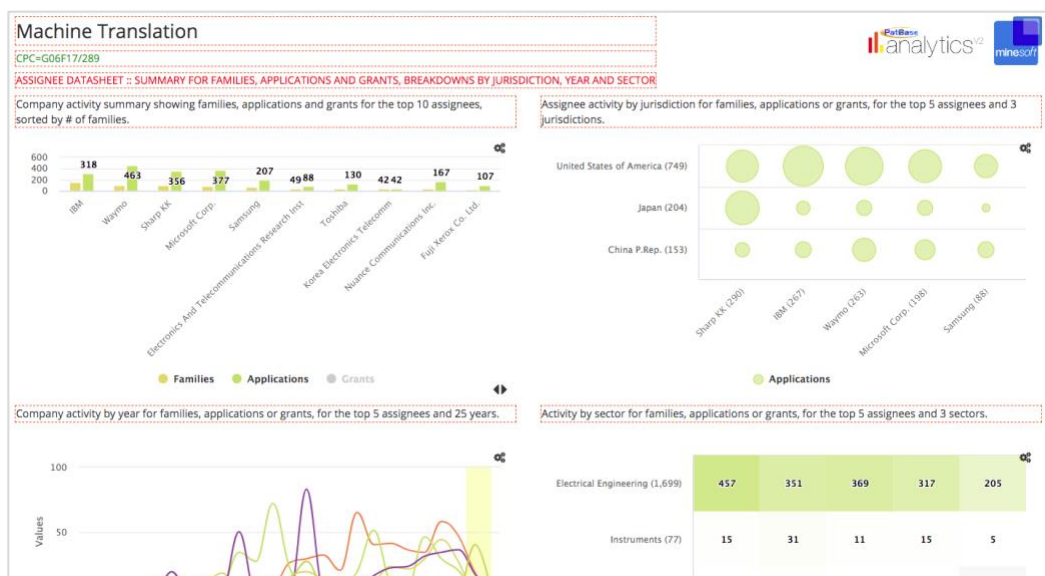 Machine Translation
PatBase
analytics V2
minesoft
CPC=G06F17/289
ASSIGNEE DATASHEET :: SUMMARY FOR FAMILIES, APPLICATIONS AND GRANTS, BREAKDOWNS BY JURISDICTION, YEAR AND SECTOR
Company activity summary showing families, applications and grants for the top 10 assignees,
sorted by # of families.
600
400
200
0
318
463
356
377
207
49 88
130
42 42
167
107
IBM
Waymo
Sharp KK
Microsoft Corp.
Samsung
Electronics And Telecommunications Research Inst
Toshiba
Korea Electronics Telecomm
Nuance Communications Inc.
Fuji Xerox Co. Ltd.
Families
Applications
Grants
Assignee activity by jurisdiction for families, applications or grants, for the top 5 assignees and 3
jurisdictions.
United States of America (749)
Japan (204)
China P.Rep. (153)
Sharp KK (290)
IBM (267)
Waymo (263)
Microsoft Corp. (198)
Samsung (88)
Applications
Company activity by year for families, applications or grants, for the top 5 assignees and 25 years.
100
50
Values
Activity by sector for families, applications or grants, for the top 5 assignees and 3 sectors.
Electrical Engineering (1,699)
457 351 369 317 205
Instruments (77)
15 31 11 15 5